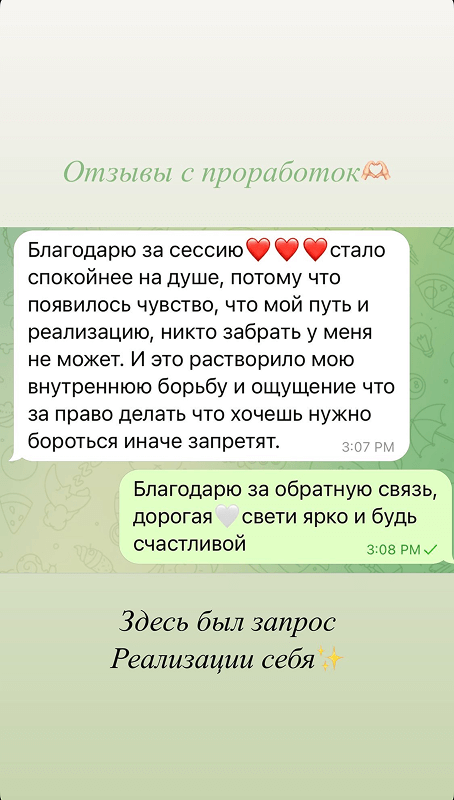 Отзывы с проработок🫶🏻
Благодарю за сессию❤️❤️❤️стало
спокойнее на душе, потому что
появилось чувство, что мой путь и
реализацию, никто забрать у меня
не может. И это растворило мою
внутреннюю борьбу и ощущение что
за право делать что хочешь нужно
бороться иначе запретят.
3:07 PM
Благодарю за обратную связь,
дорогая🤍свети ярко и будь
счастливой
3:08 PM
Здесь был запрос
Реализации себя✨